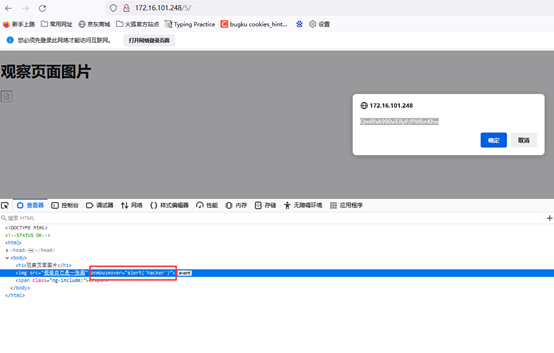 172.16.101.248/5/
新手上路 常用网址 京东商城 火狐官方站点 Typing Practice bugku cookies_hint... 设置
您必须先登录此网络才能访问互联网。 打开网络登录页面
观察页面图片
172.16.101.248
确定 取消
查看器 控制台 调试器 网络 样式编辑器 性能 内存 存储 无障碍环境 应用程序
搜索 HTML
<!DOCTYPE html>
<!--STATUS OK-->
<html>
<head> </head>
<body>
<h1>观察页面图片</h1>
<img src="我是自己是一张图" onmouseover="alert('hacker')"> event
<span class="ng-include:"></span>
</body>
</html>